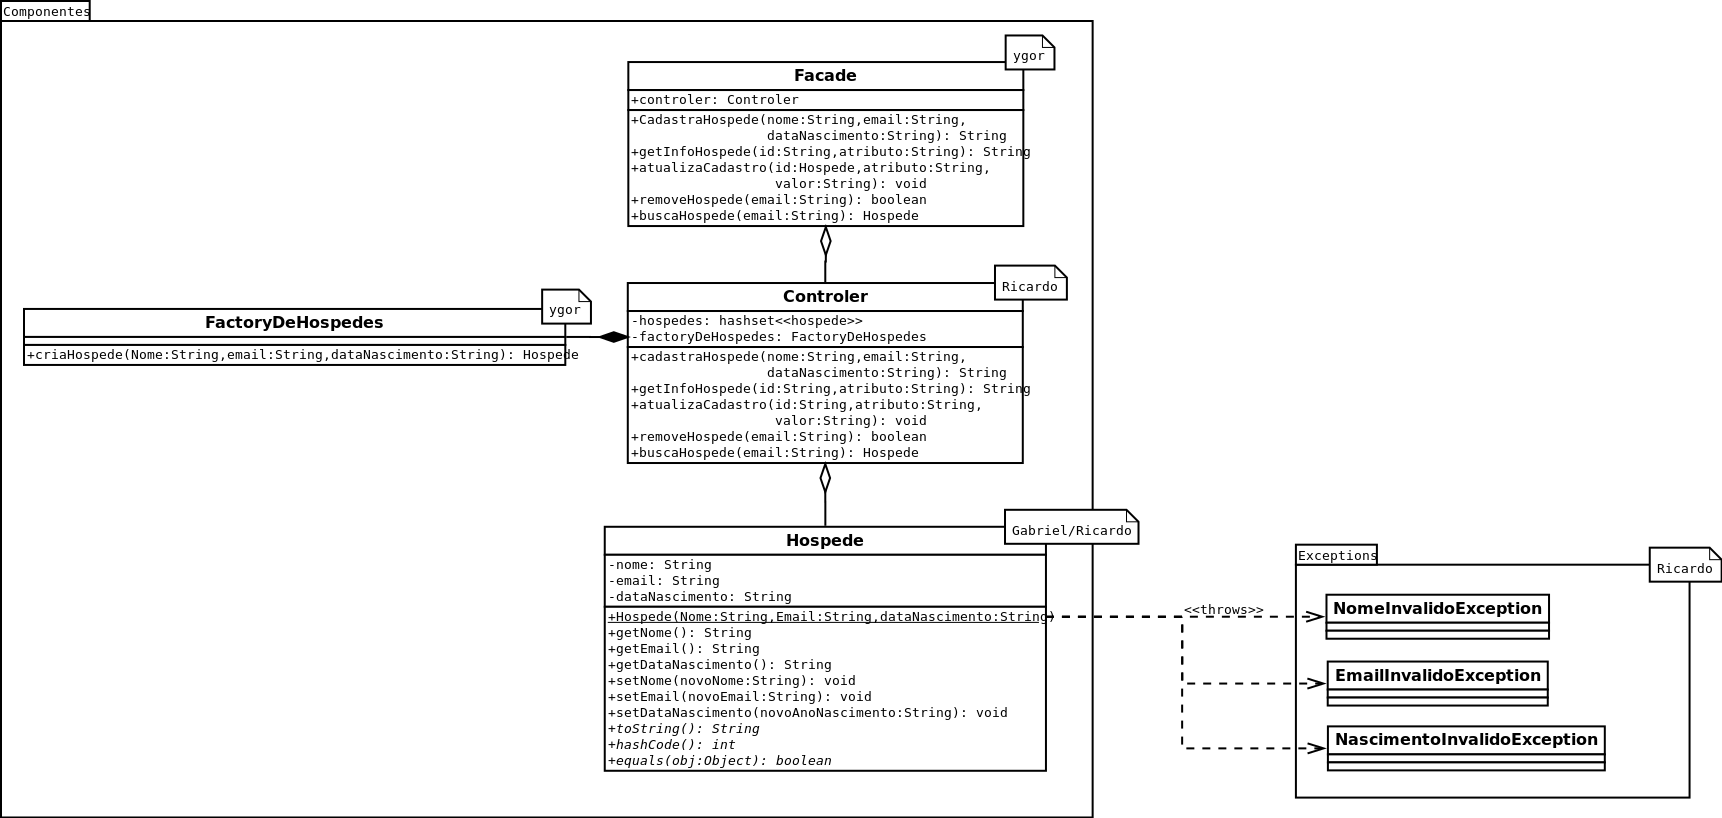 Componentes
ygor
Facade
+controler: Controler
+CadastraHospede(nome:String,email:String,
dataNascimento:String): String
+getInfoHospede(id:String,atributo:String): String
+atualizaCadastro(id:Hospede,atributo:String,
valor:String): void
+removeHospede(email:String): boolean
+buscaHospede(email:String): Hospede
ygor
FactoryDeHospedes
+criaHospede(Nome:String,email:String,dataNascimento:String): Hospede
Ricardo
Controler
-hospedes: hashset<<hospede>>
-factoryDeHospedes: FactoryDeHospedes
+cadastraHospede(nome:String,email:String,
dataNascimento:String): String
+getInfoHospede(id:String,atributo:String): String
+atualizaCadastro(id:String,atributo:String,
valor:String): void
+removeHospede(email:String): boolean
+buscaHospede(email:String): Hospede
Gabriel/Ricardo
Hospede
-nome: String
-email: String
-dataNascimento: String
+Hospede(Nome:String,Email:String,dataNascimento:String)
+getNome(): String
+getEmail(): String
+getDataNascimento(): String
+setNome(novoNome:String): void
+setEmail(novoEmail:String): void
+setDataNascimento(novoAnoNascimento:String): void
+toString(): String
+hashCode(): int
+equals(obj:Object): boolean
<<throws>>
Exceptions
Ricardo
NomeInvalidoException
EmailInvalidoException
NascimentoInvalidoException